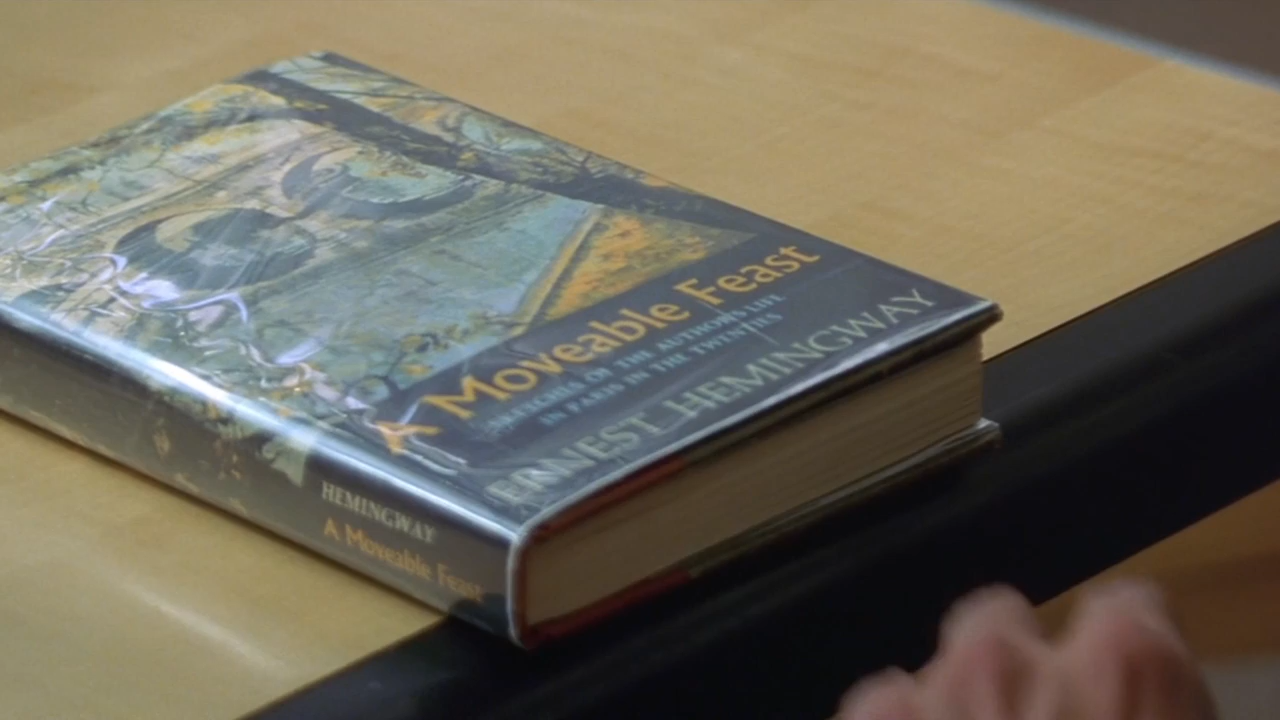 A Moveable Feast
SKETCHES OF THE AUTHOR'S LIFE
IN PARIS IN THE TWENTIES
ERNEST HEMINGWAY
HEMINGWAY
A Moveable Feast